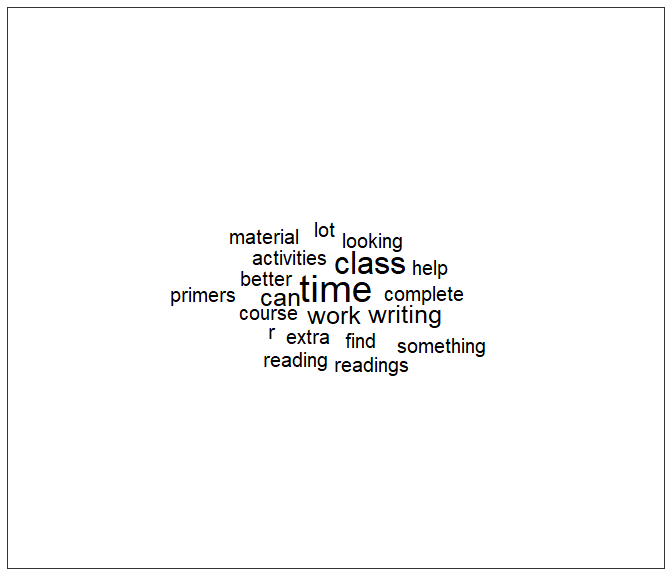 lot
material
looking
activities
class
help
better
time
primers
can
complete
course
work
writing
r
extra
find
something
reading
readings